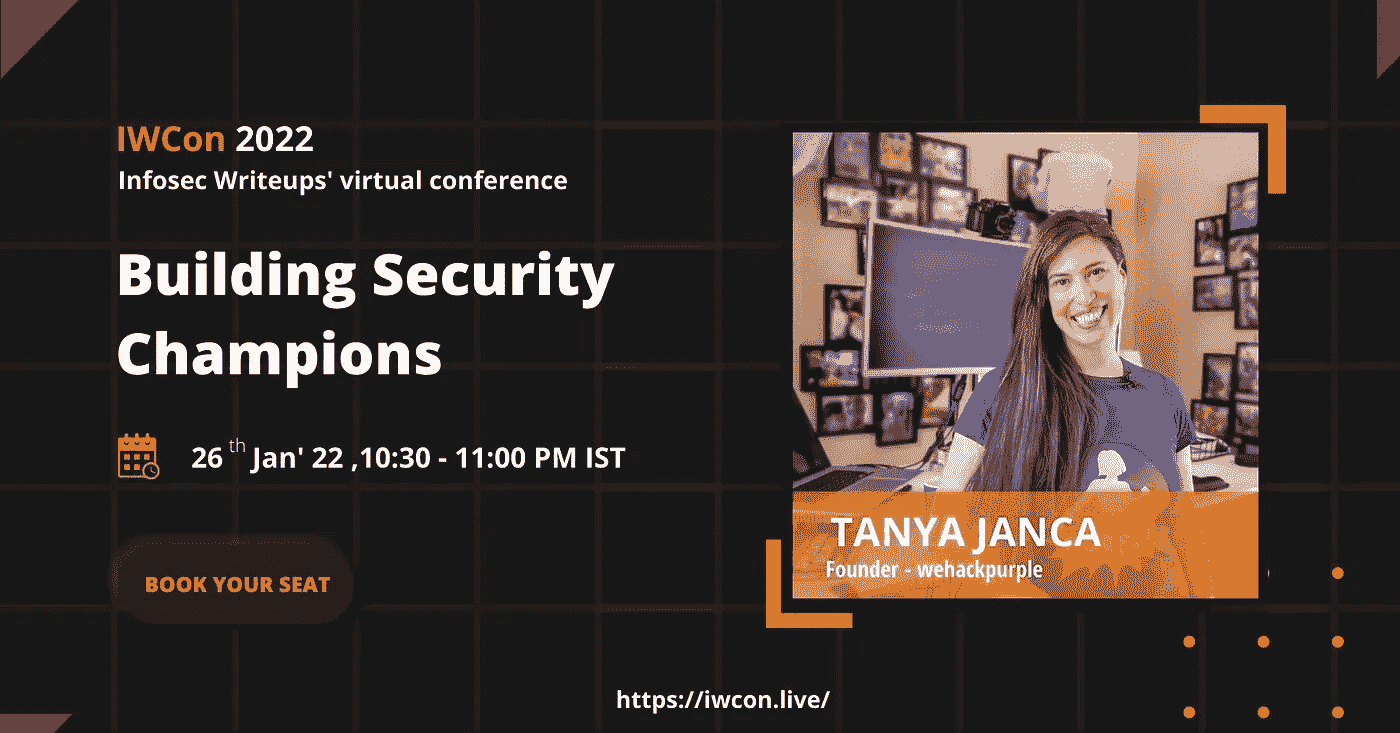 IWCon 2022
Infosec Writeups' virtual conference
Building Security
Champions
26 th Jan' 22 ,10:30 - 11:00 PM IST
BOOK YOUR SEAT
TANYA JANCA
Founder - wehackpurple
https://iwcon.live/